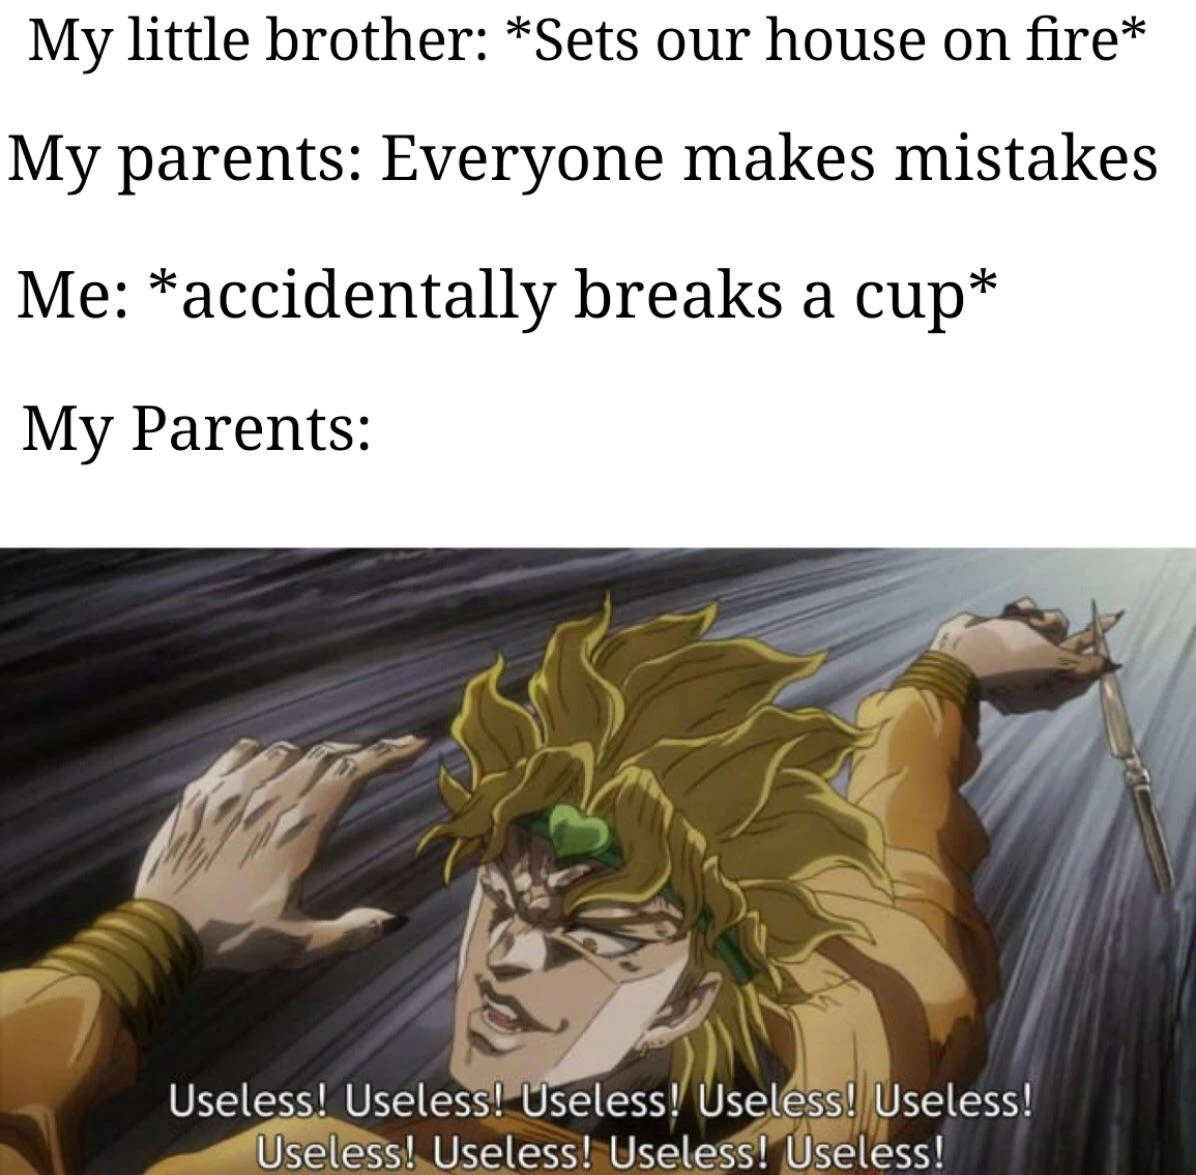 My little brother: *Sets our house on fire*
My parents: Everyone makes mistakes
Me: *accidentally breaks a cup*
My Parents:
Useless! Useless! Useless! Useless! Useless!
Useless! Useless! Useless! Useless!